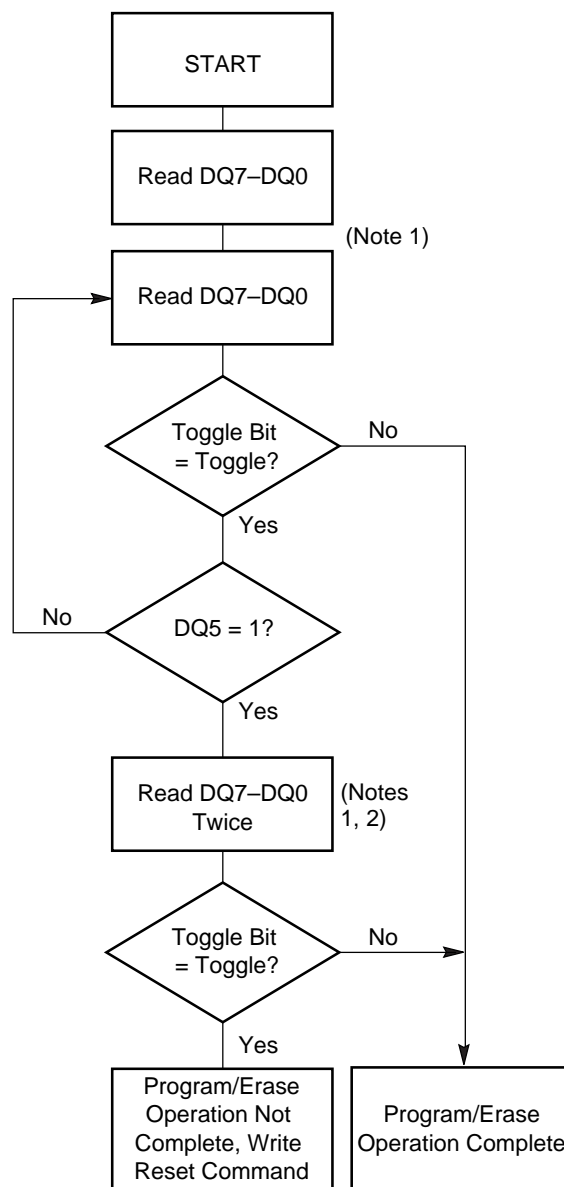 START
Read DQ7–DQ0
(Note 1)
Read DQ7–DQ0
Toggle Bit
= Toggle?
No
Yes
No
DQ5 = 1?
Yes
Read DQ7–DQ0
Twice
(Notes
1, 2)
Toggle Bit
= Toggle?
No
Yes
Program/Erase
Operation Not
Complete, Write
Reset Command
Program/Erase
Operation Complete